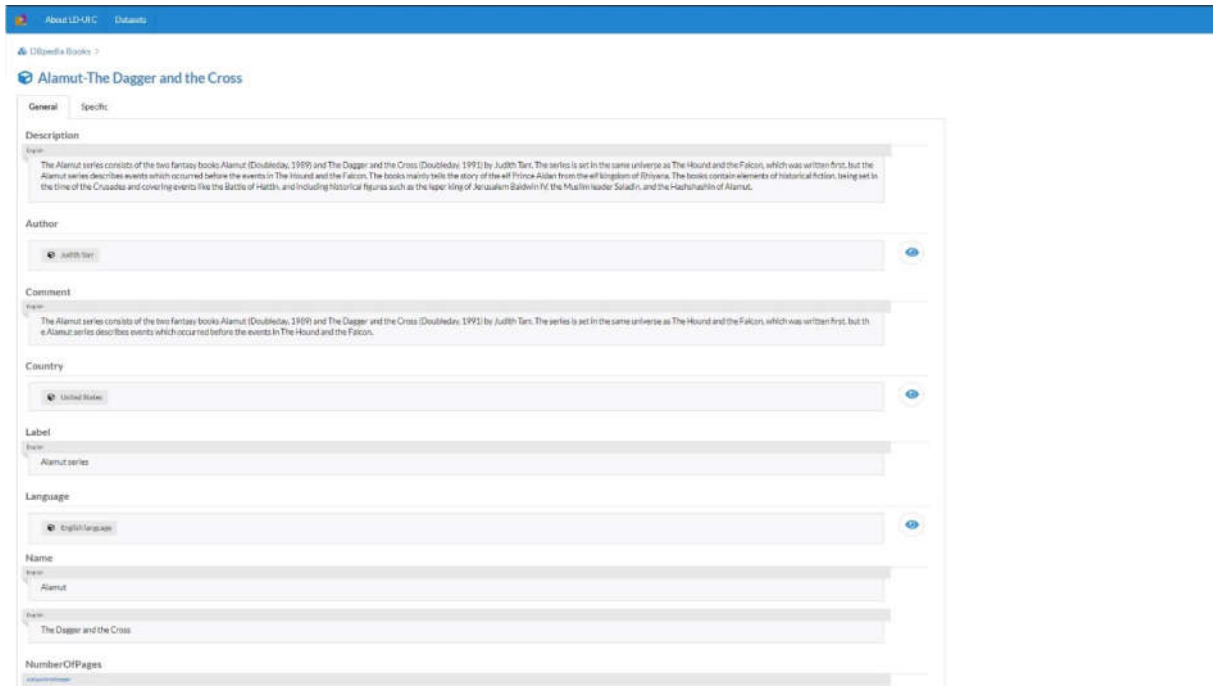 About LD-UIC Datasets
DBpedia Books >
Alamut-The Dagger and the Cross
General Specific
Description
English
The Alamut series consists of the two fantasy books Alamut (Doubleday, 1989) and The Dagger and the Cross (Doubleday, 1991) by Judith Tarr. The series is set in the same universe as The Hound and the Falcon, which was written first, but the
Alamut series describes events which occurred before the events in The Hound and the Falcon. The books mainly tells the story of the elf Prince Aidan from the elf kingdom of Rhiyana. The books contain elements of historical fiction, being set in
the time of the Crusades and covering events like the Battle of Hattin, and including historical figures such as the leper king of Jerusalem Baldwin IV, the Muslim leader Saladin, and the Hashshashin of Alamut.
Author
Judith Tarr
Comment
English
The Alamut series consists of the two fantasy books Alamut (Doubleday, 1989) and The Dagger and the Cross (Doubleday, 1991) by Judith Tarr. The series is set in the same universe as The Hound and the Falcon, which was written first, but th
e Alamut series describes events which occurred before the events in The Hound and the Falcon.
Country
United States
Label
English
Alamut series
Language
English language
Name
English
Alamut
English
The Dagger and the Cross
NumberOfPages